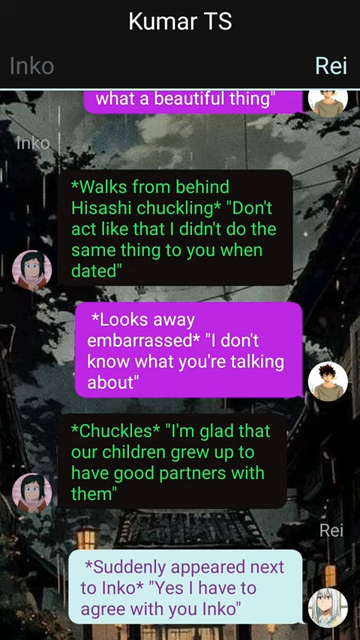 Kumar TS
Inko
Rei
what a beautiful thing"
Inko
*Walks from behind
Hisashi chuckling* "Don't
act like that I didn't do the
same thing to you when
dated"
*Looks away
embarrassed* "I don't
know what you're talking
about"
*Chuckles* "I'm glad that
our children grew up to
have good partners with
them"
Rei
*Suddenly appeared next
to Inko* "Yes I have to
agree with you Inko"